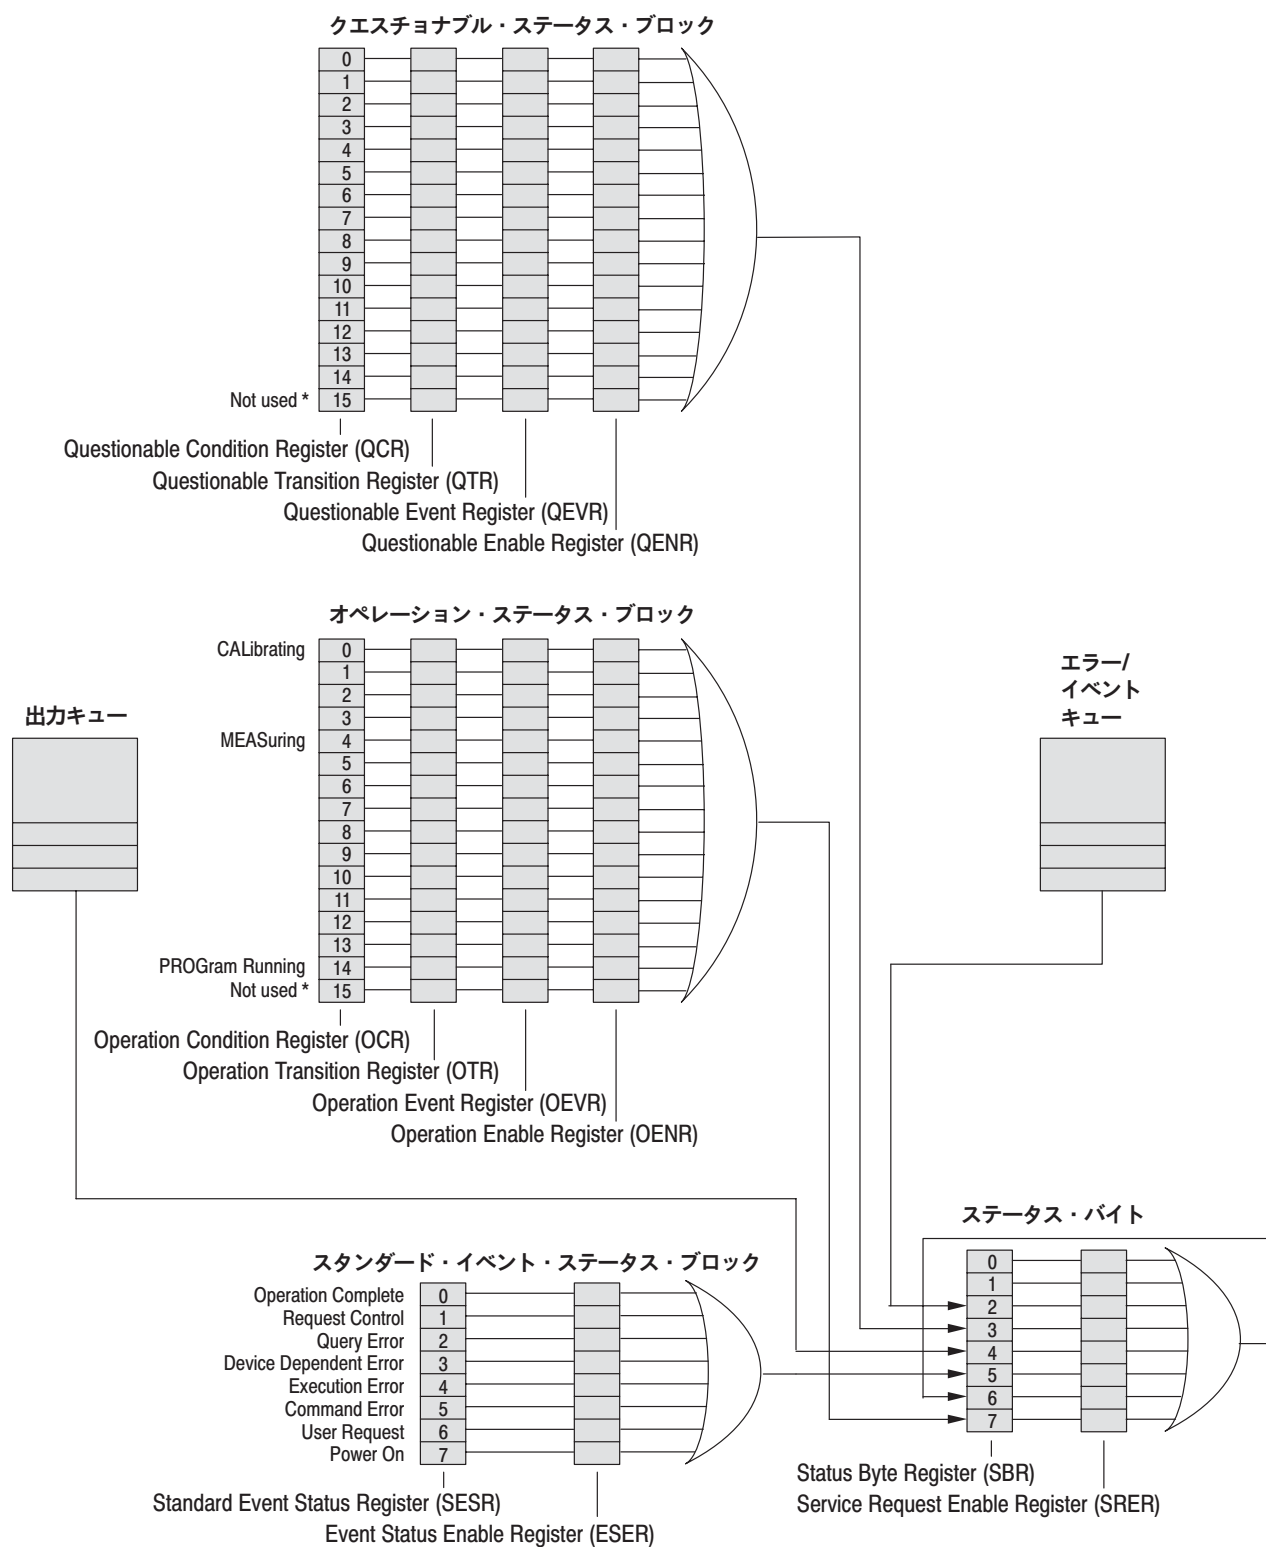 クエスチョナブル・ステータス・ブロック
0
1
2
3
4
5
6
7
8
9
10
11
12
13
14
Not used * 15
Questionable Condition Register (QCR)
Questionable Transition Register (QTR)
Questionable Event Register (QEVR)
Questionable Enable Register (QENR)
オペレーション・ステータス・ブロック
CALibrating 0
1
2
3
MEASuring 4
5
6
7
8
9
10
11
12
13
PROGram Running 14
Not used * 15
Operation Condition Register (OCR)
Operation Transition Register (OTR)
Operation Event Register (OEVR)
Operation Enable Register (OENR)
出力キュー
エラー/
イベント
キュー
スタンダード・イベント・ステータス・ブロック
Operation Complete 0
Request Control 1
Query Error 2
Device Dependent Error 3
Execution Error 4
Command Error 5
User Request 6
Power On 7
Standard Event Status Register (SESR)
Event Status Enable Register (ESER)
ステータス・バイト
0
1
2
3
4
5
6
7
Status Byte Register (SBR)
Service Request Enable Register (SRER)